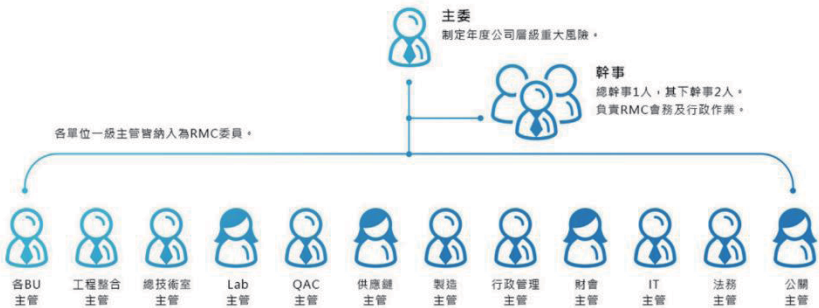 主委
制定年度公司層級重大風險。
幹事
總幹事1人，其下幹事2人。
負責RMC會務及行政作業。
各單位一級主管皆納入為RMC委員。
各BU
主管
工程整合
主管
總技術室
主管
Lab
主管
QAC
主管
供應鏈
主管
製造
主管
行政管理
主管
財會
主管
IT
主管
法務
主管
公關
主管